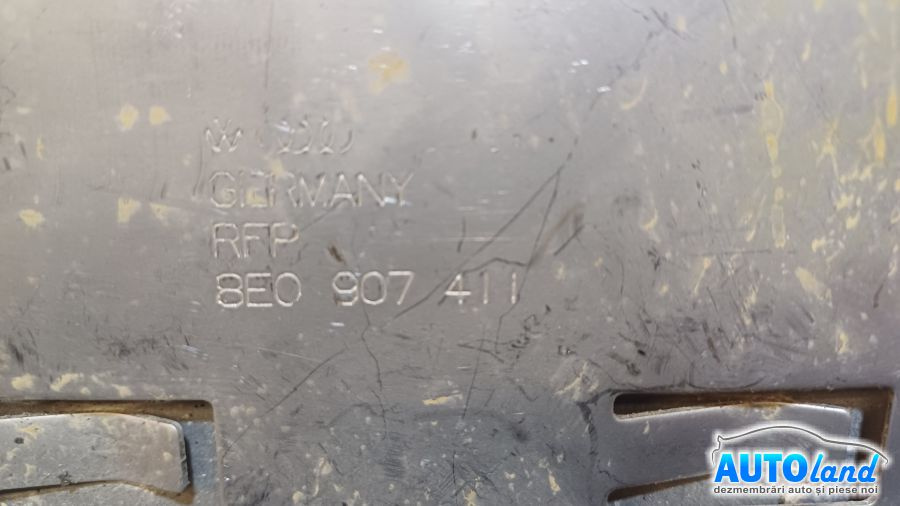 GERMANY
RFP
8E0 907 411
AUTOland
dezmembrări auto și piese noi